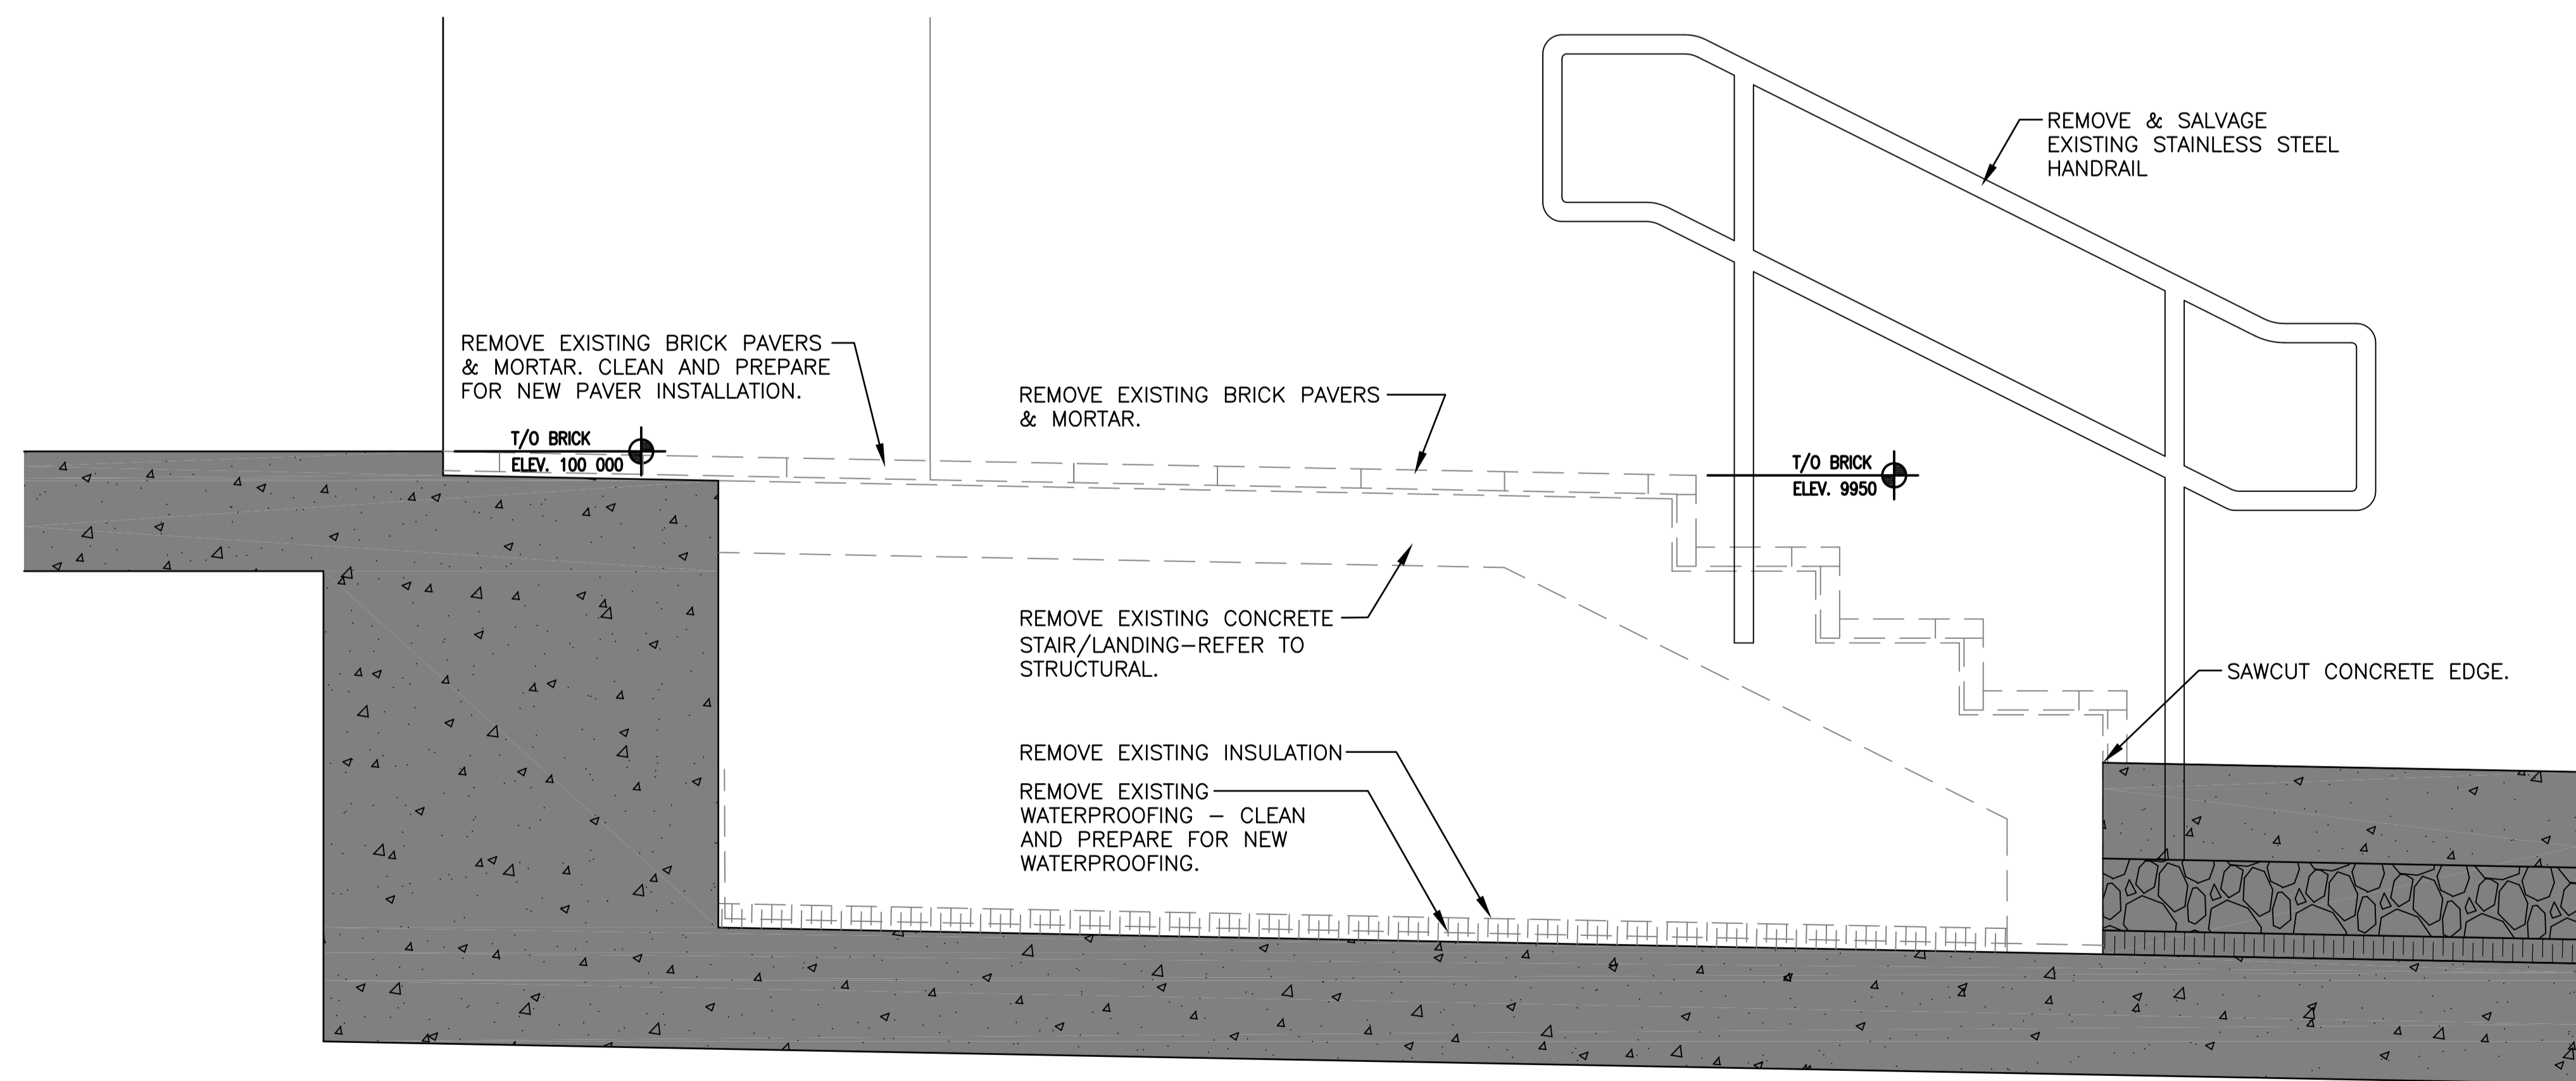 REMOVE & SALVAGE
EXISTING STAINLESS STEEL
HANDRAIL
REMOVE EXISTING BRICK PAVERS
& MORTAR. CLEAN AND PREPARE
FOR NEW PAVER INSTALLATION.
REMOVE EXISTING BRICK PAVERS
& MORTAR.
T/O BRICK
ELEV. 100 000
T/O BRICK
ELEV. 9950
REMOVE EXISTING CONCRETE
STAIR/LANDING-REFER TO
STRUCTURAL.
SAWCUT CONCRETE EDGE.
REMOVE EXISTING INSULATION
REMOVE EXISTING
WATERPROOFING - CLEAN
AND PREPARE FOR NEW
WATERPROOFING.